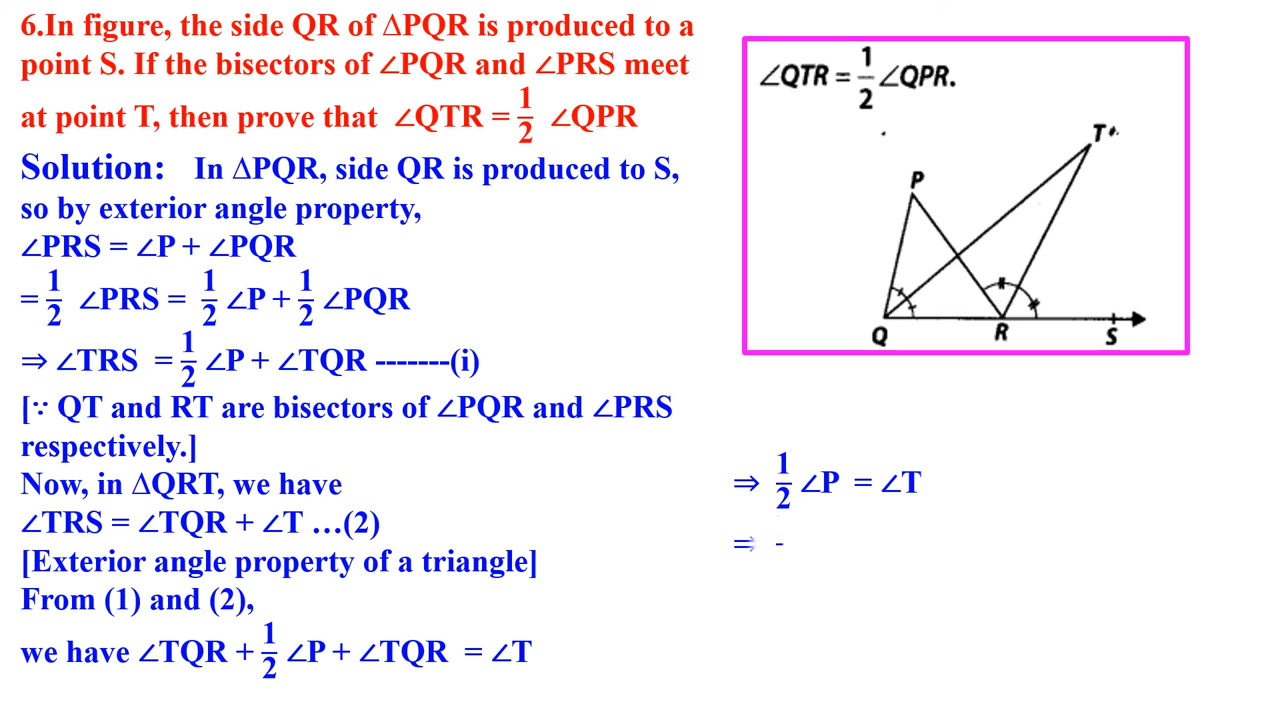 6.In figure, the side QR of ∆PQR is produced to a
point S. If the bisectors of ∠PQR and ∠PRS meet
at point T, then prove that ∠QTR = 1/2 ∠QPR
Solution: In ∆PQR, side QR is produced to S,
so by exterior angle property,
∠PRS = ∠P + ∠PQR
= 1/2 ∠PRS = 1/2 ∠P + 1/2 ∠PQR
⇒ ∠TRS = 1/2 ∠P + ∠TQR -------(i)
[∵ QT and RT are bisectors of ∠PQR and ∠PRS
respectively.]
Now, in ∆QRT, we have
∠TRS = ∠TQR + ∠T …(2)
[Exterior angle property of a triangle]
From (1) and (2),
we have ∠TQR + 1/2 ∠P + ∠TQR = ∠T
∠QTR = 1/2 ∠QPR.
T
P
Q
R
S
⇒ 1/2 ∠P = ∠T
⇒